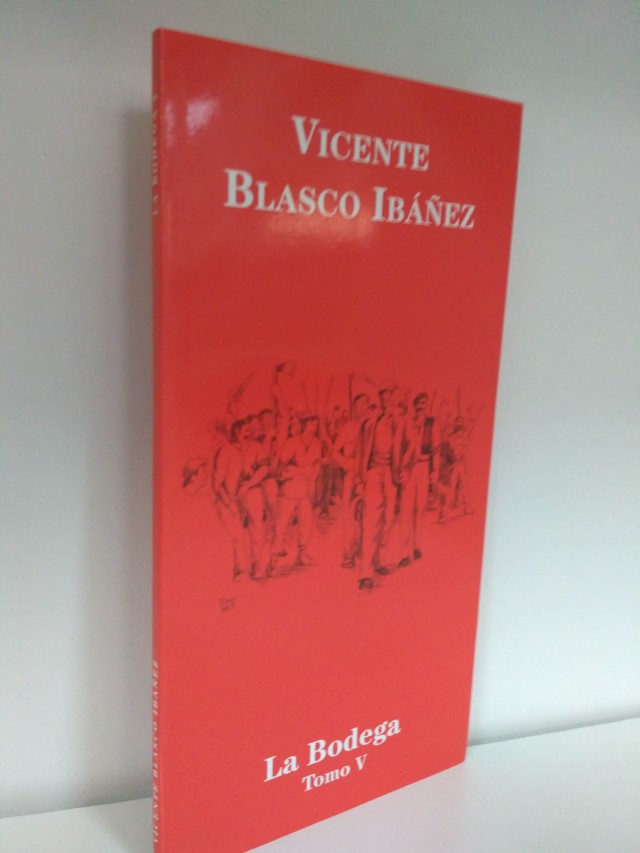 VICENTE
BLASCO IBÁÑEZ
La Bodega
Tomo V
VICENTE BLASCO IBÁÑEZ
LA BODEGA